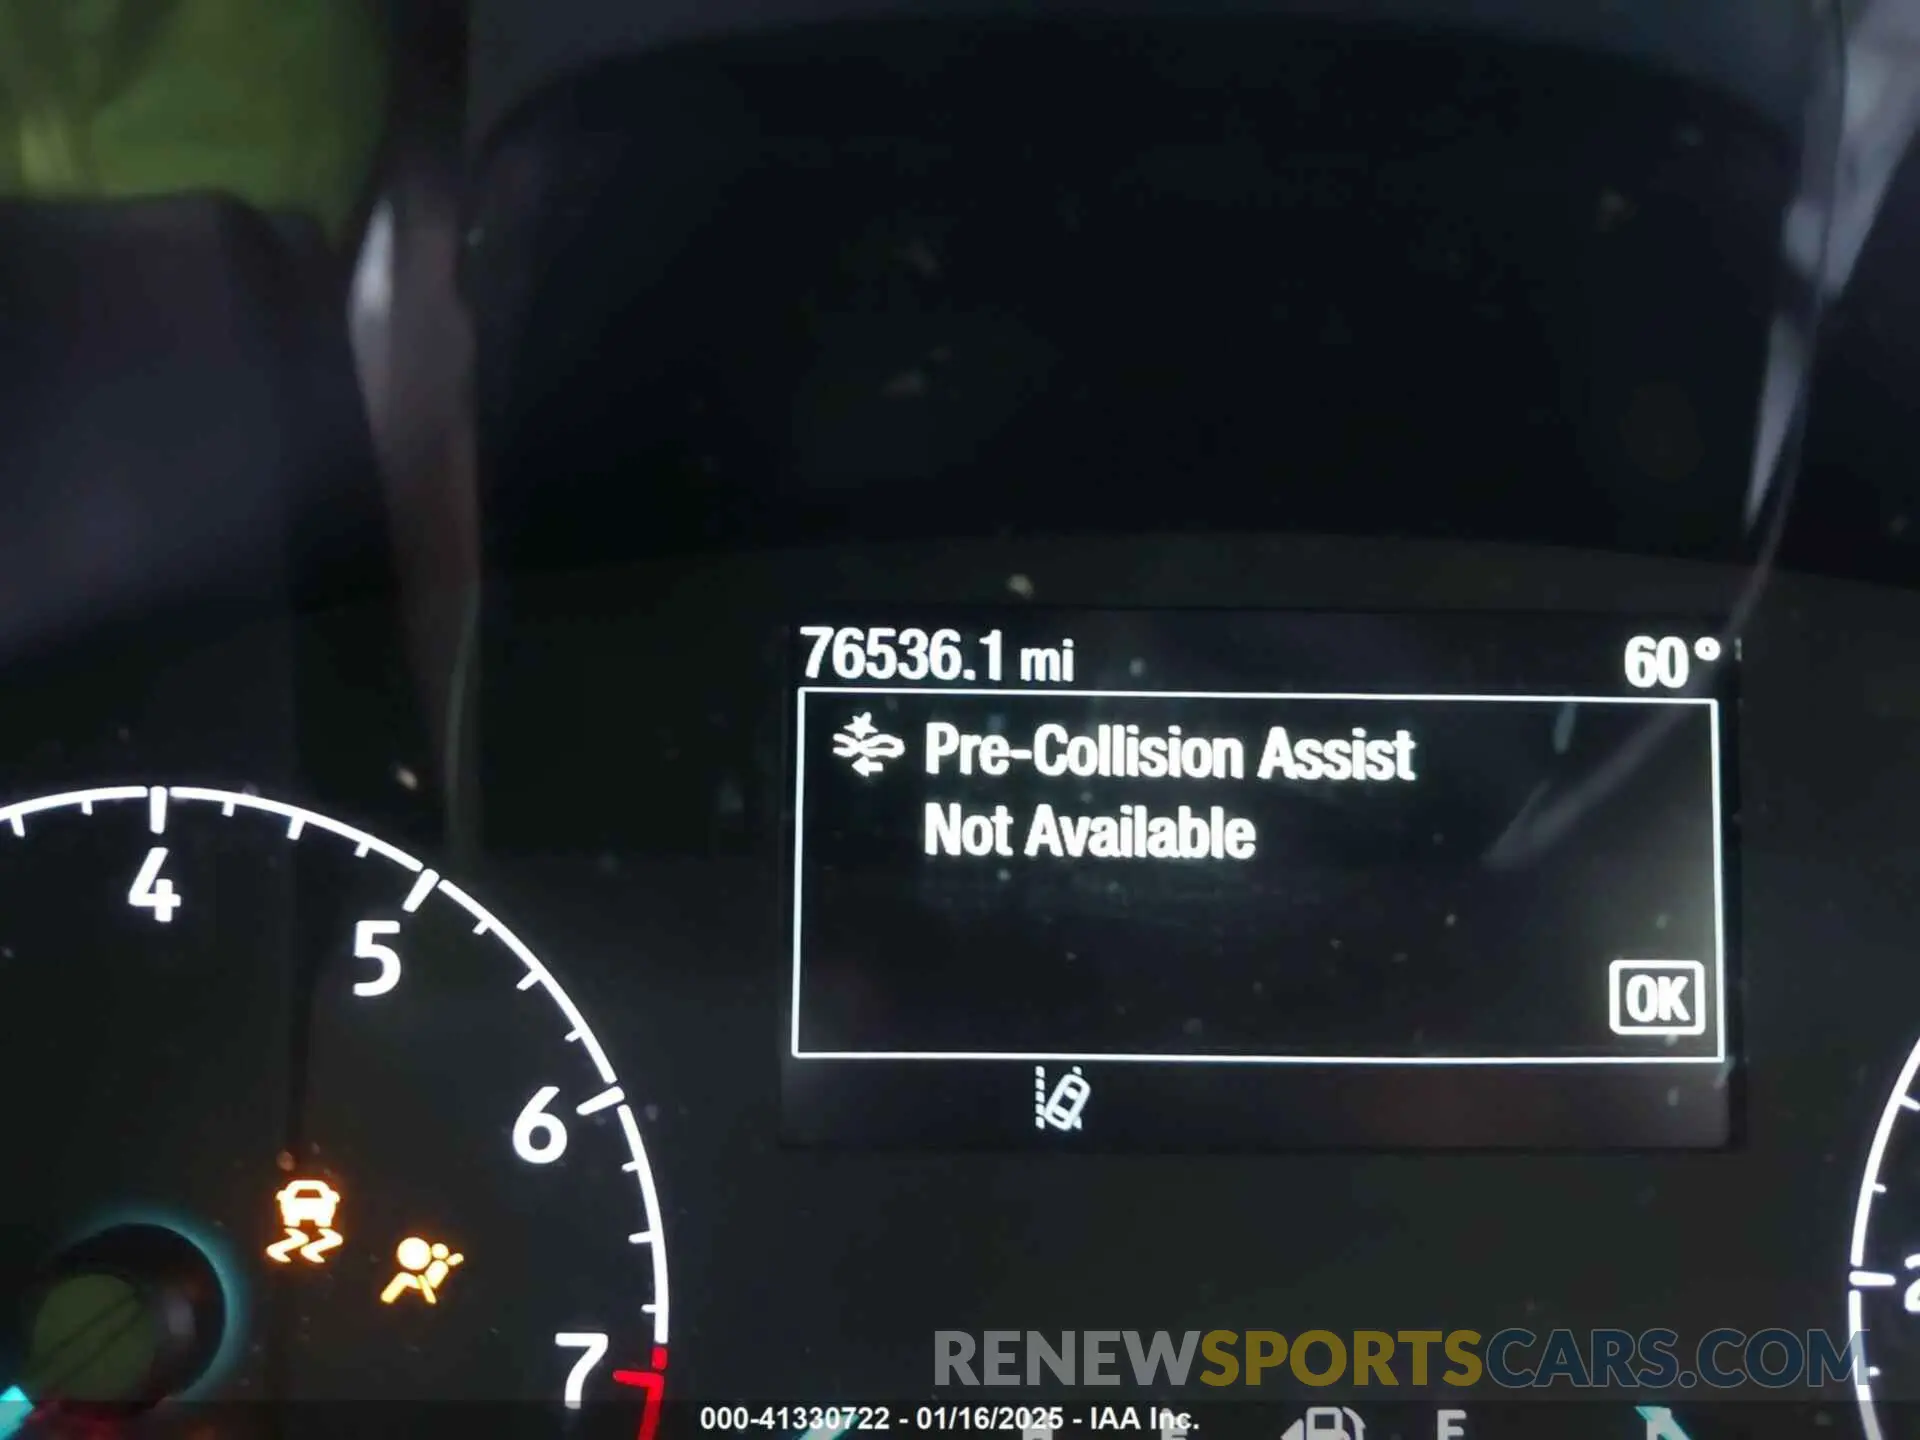 76536.1 mi 60°
Pre-Collision Assist
Not Available
OK
4
5
6
7
2
RENEWSPORTSCARS.COM
000-41330722 - 01/16/2025 - IAA Inc.